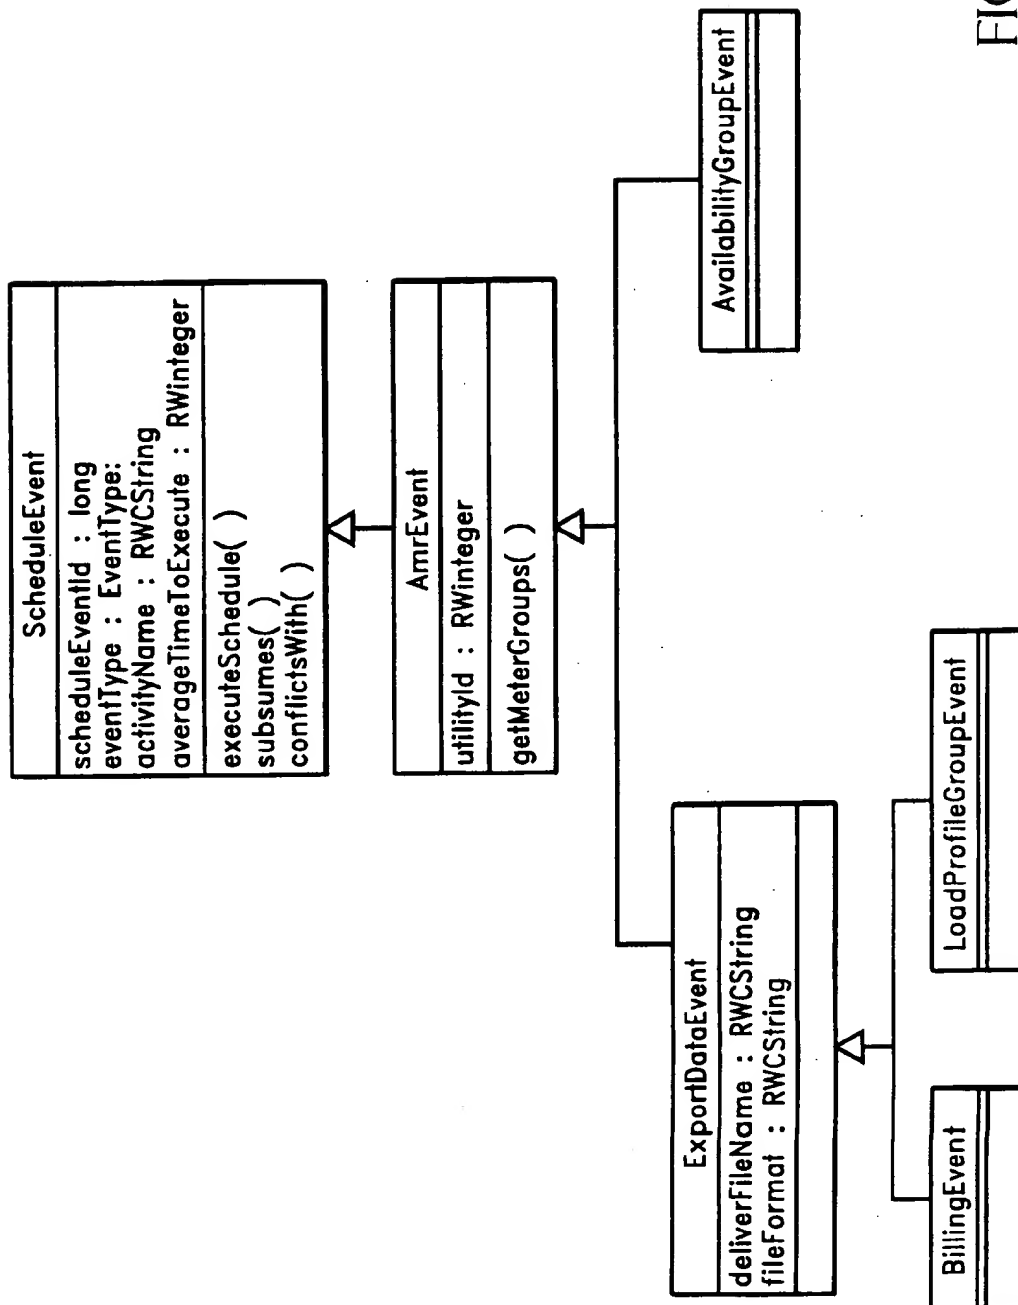 ScheduleEvent
scheduleEventId : long
eventType : EventType:
activityName : RWCString
averageTimeToExecute : RWinteger
executeSchedule( )
subsumes( )
conflictsWith( )
AmrEvent
utilityId : RWinteger
getMeterGroups( )
ExportDataEvent
deliverFileName : RWCString
fileFormat : RWCString
AvailabilityGroupEvent
BillingEvent
LoadProfileGroupEvent